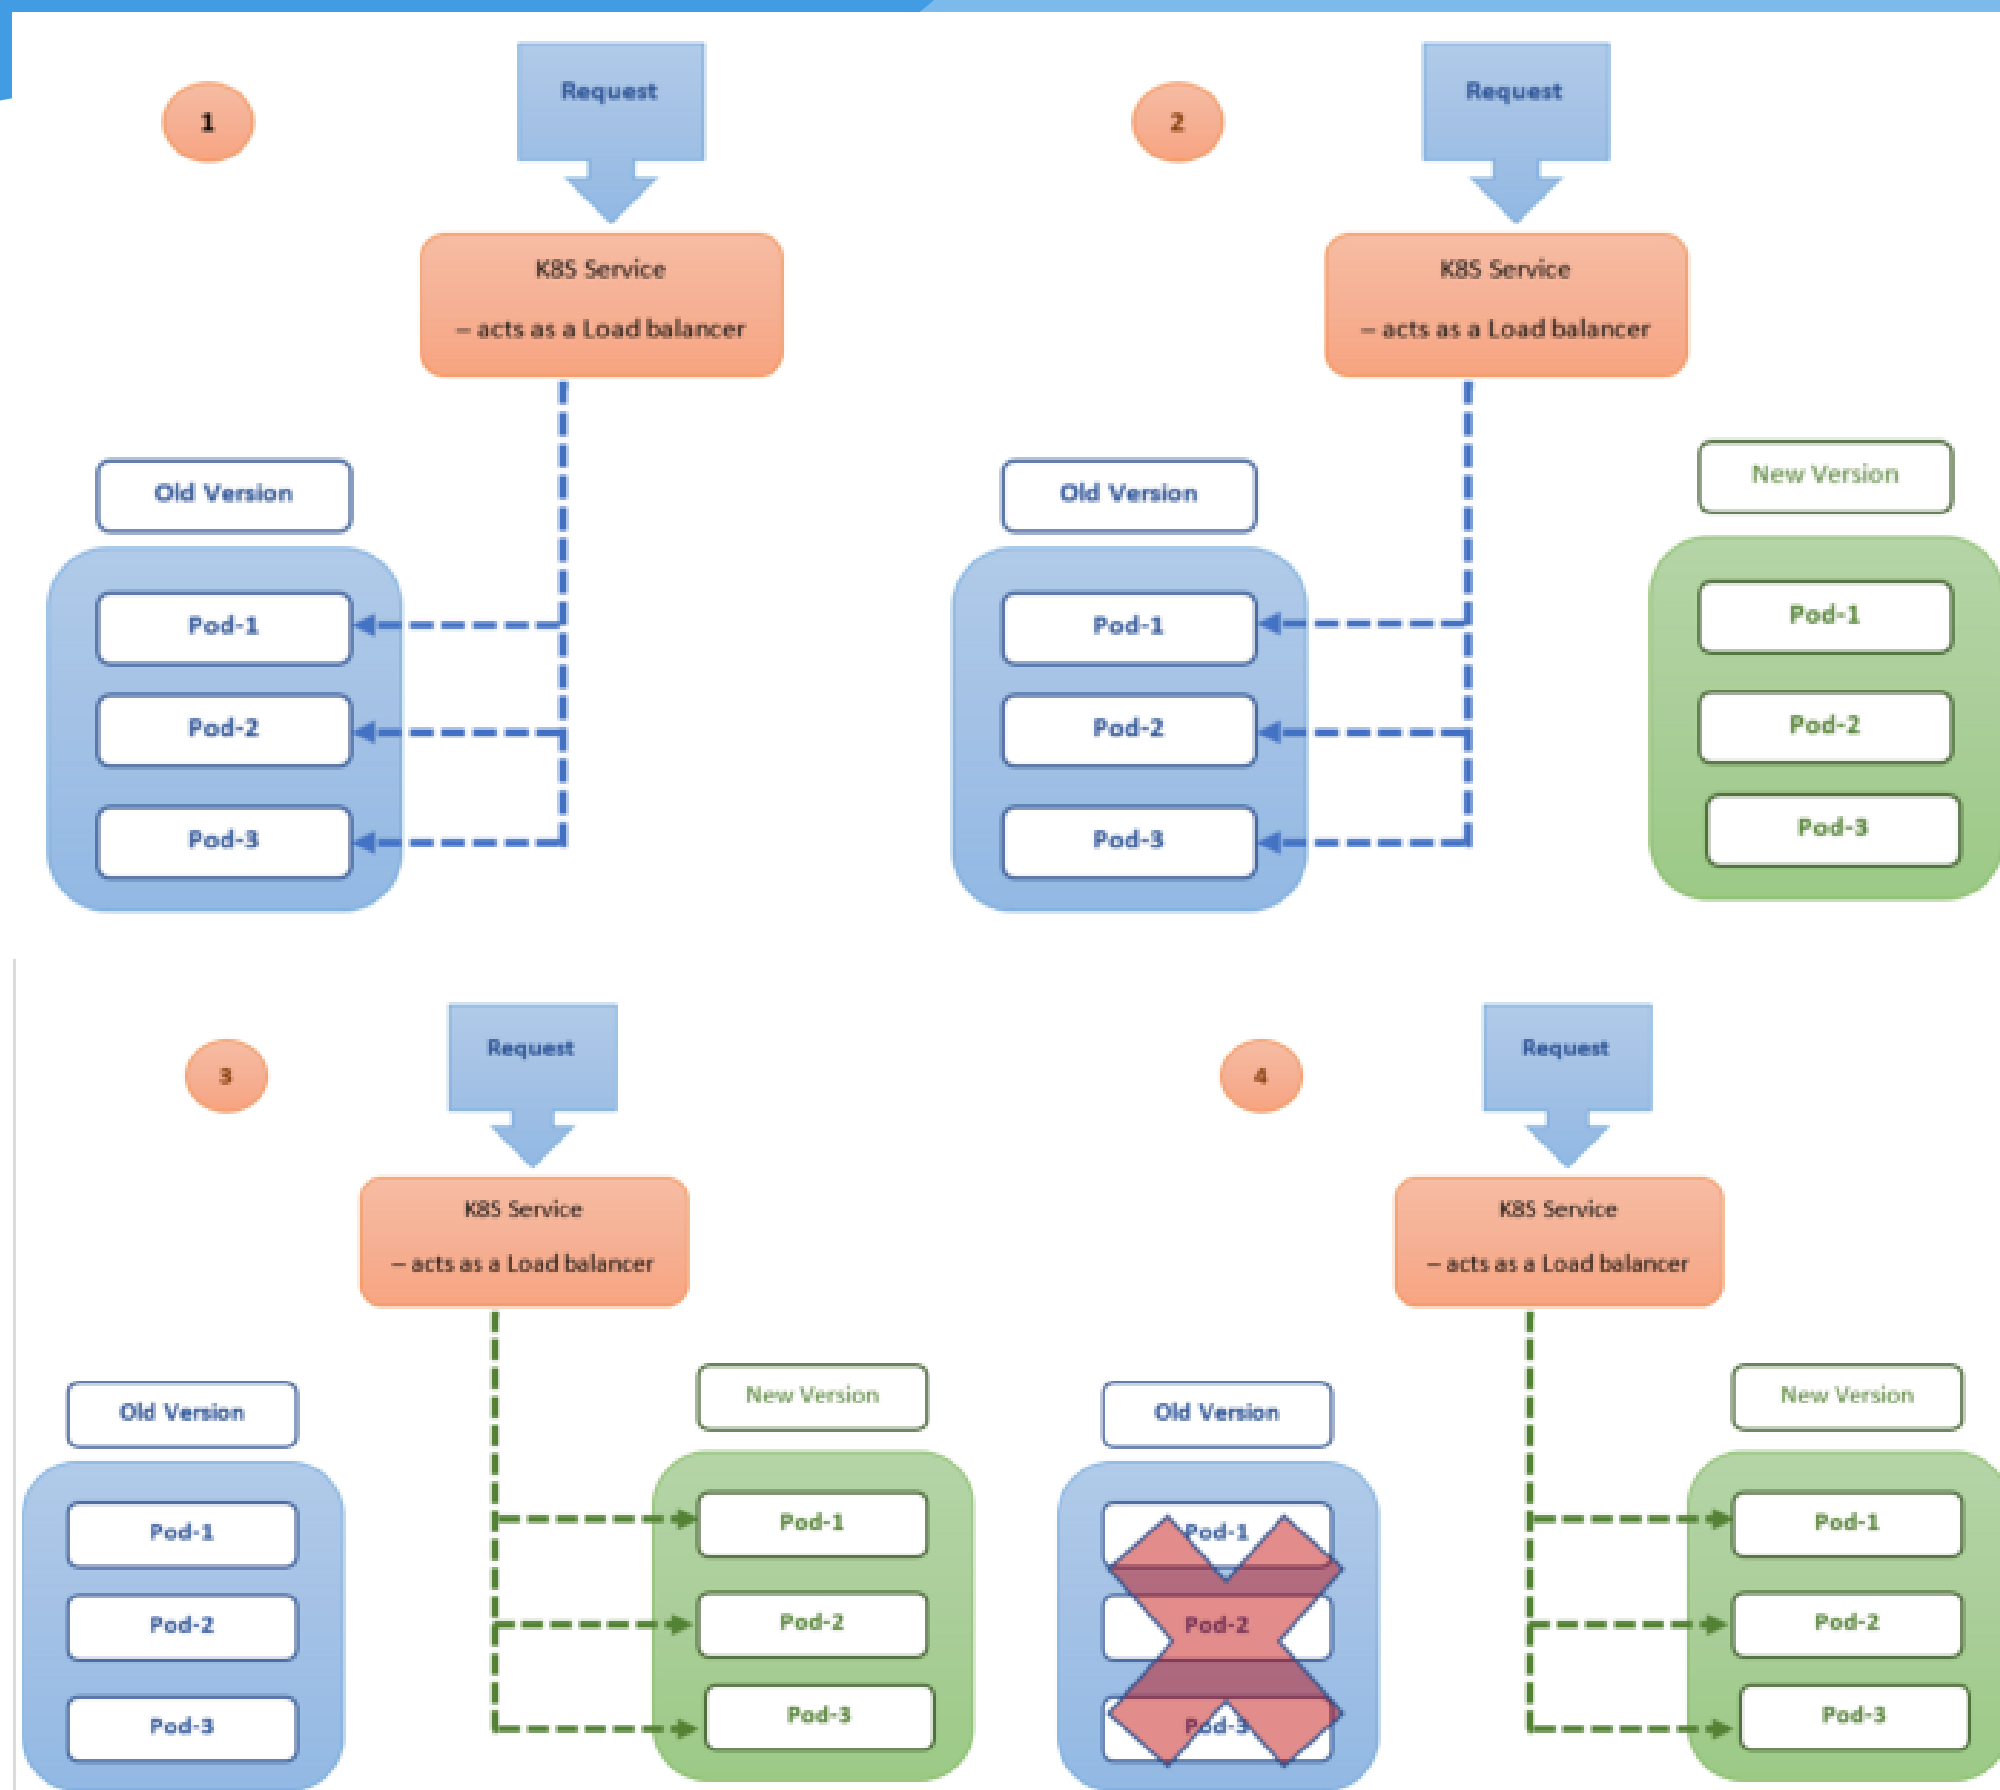 1
Request
K8S Service
– acts as a Load balancer
Old Version
Pod-1
Pod-2
Pod-3
2
Request
K8S Service
– acts as a Load balancer
Old Version
Pod-1
Pod-2
Pod-3
New Version
Pod-1
Pod-2
Pod-3
3
Request
K8S Service
– acts as a Load balancer
Old Version
Pod-1
Pod-2
Pod-3
New Version
Pod-1
Pod-2
Pod-3
4
Request
K8S Service
– acts as a Load balancer
Old Version
Pod-1
Pod-2
Pod-3
New Version
Pod-1
Pod-2
Pod-3